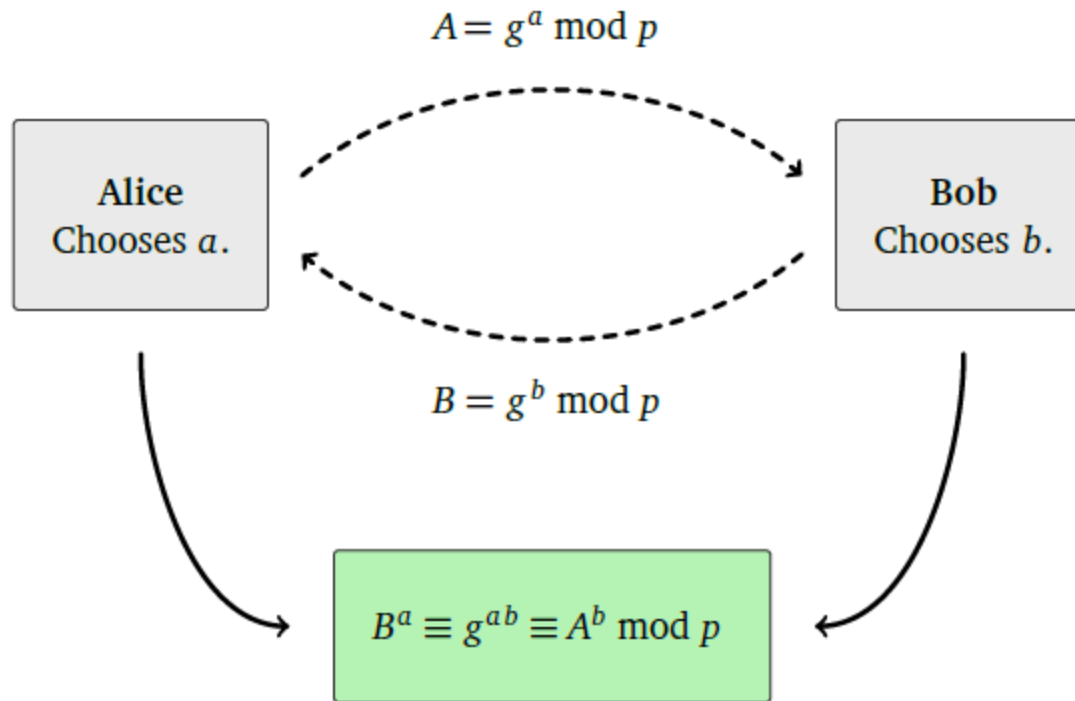 A = g^a mod p
Alice
Chooses a.
Bob
Chooses b.
B = g^b mod p
B^a ≡ g^{ab} ≡ A^b mod p